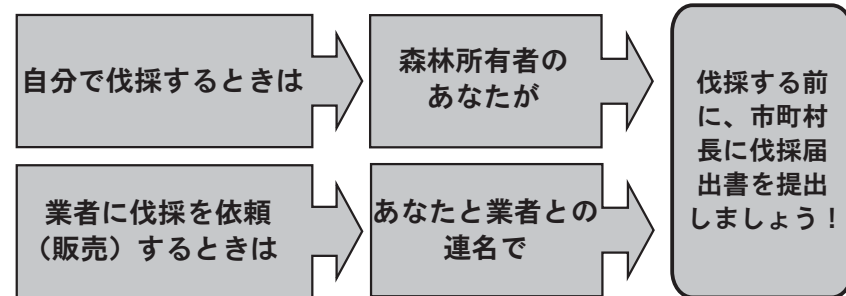 自分で伐採するときは
森林所有者の
あなたが
業者に伐採を依頼
（販売）するときは
あなたと業者との
連名で
伐採する前
に、市町村
長に伐採届
出書を提出
しましょう！